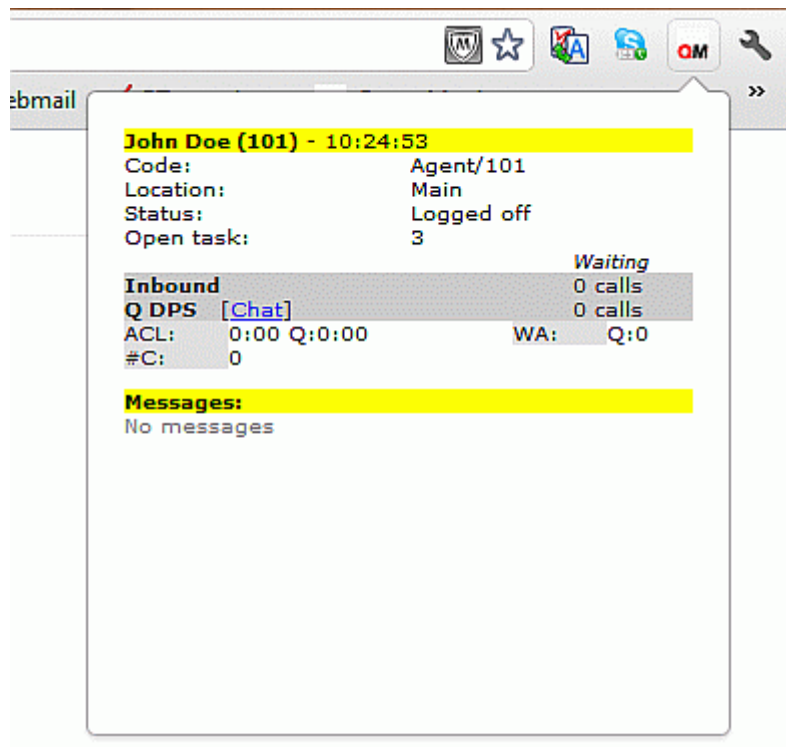 M A QM
ebmail »
John Doe (101) - 10:24:53
Code: Agent/101
Location: Main
Status: Logged off
Open task: 3
Waiting
Inbound 0 calls
Q DPS [Chat] 0 calls
ACL: 0:00 Q:0:00 WA: Q:0
#C: 0
Messages:
No messages